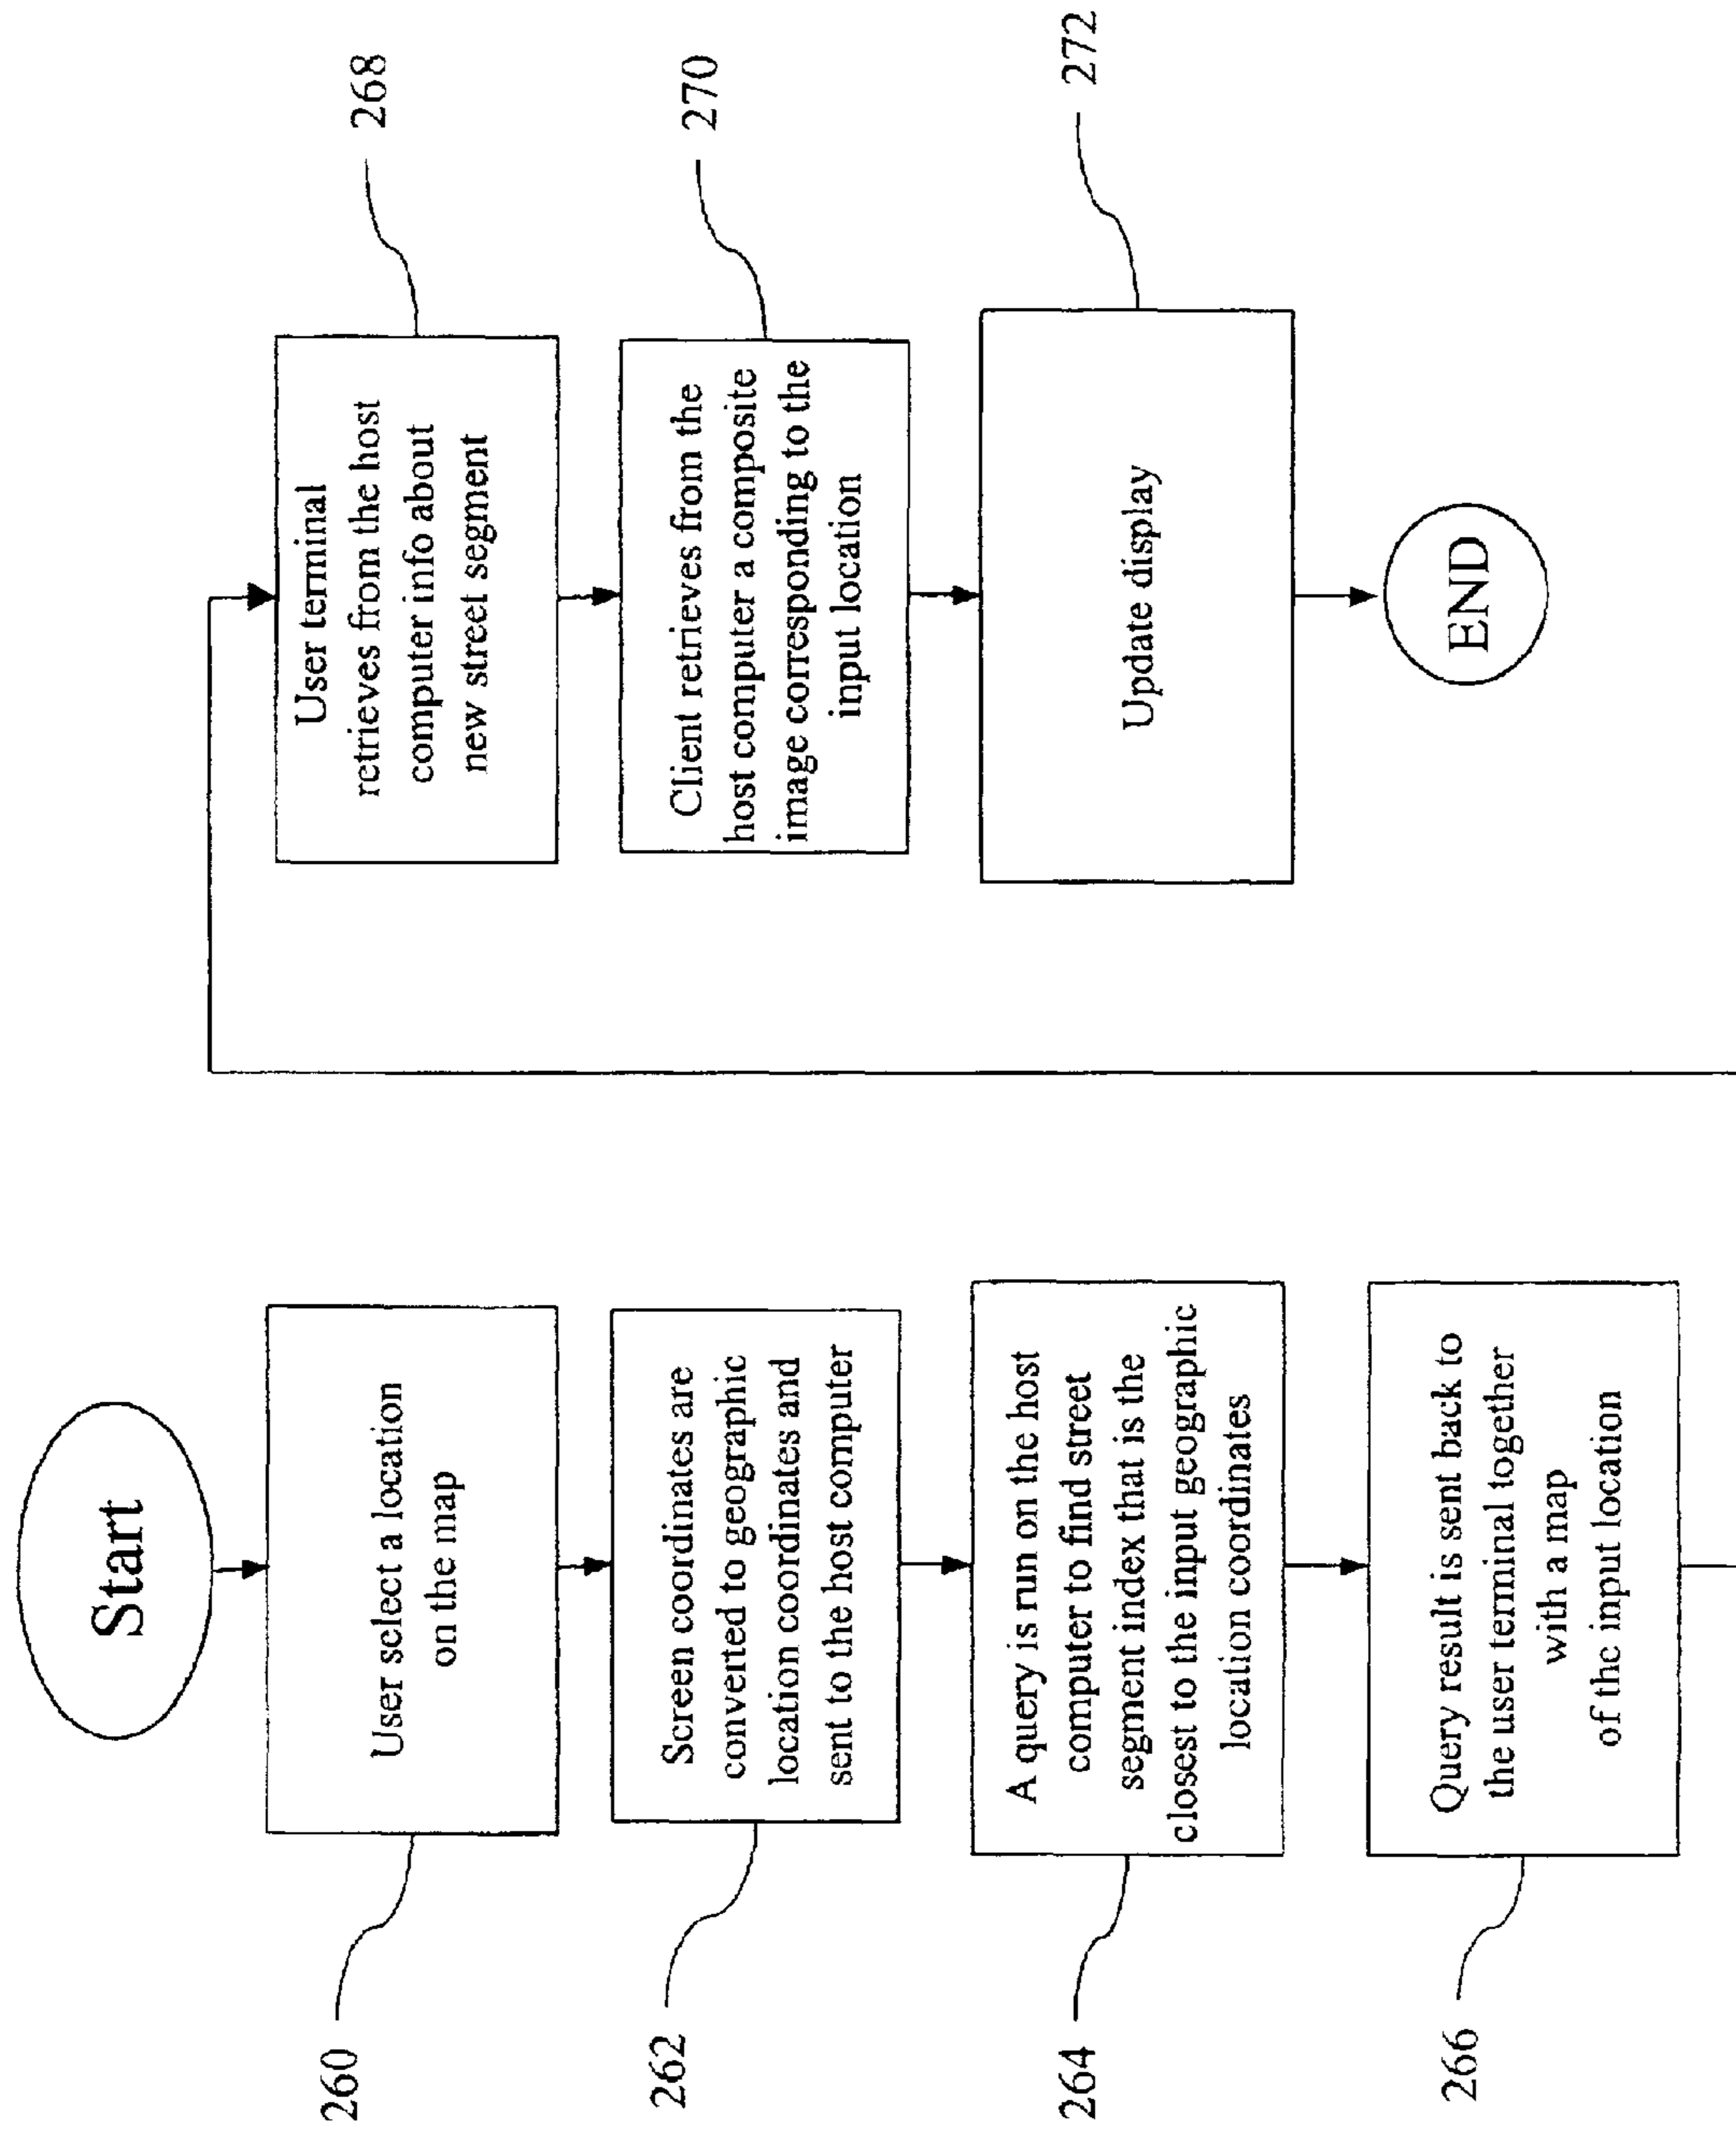 Start
260
User select a location
on the map
262
Screen coordinates are
converted to geographic
location coordinates and
sent to the host computer
264
A query is run on the host
computer to find street
segment index that is the
closest to the input geographic
location coordinates
266
Query result is sent back to
the user terminal together
with a map
of the input location
268
User terminal
retrieves from the host
computer info about
new street segment
270
Client retrieves from the
host computer a composite
image corresponding to the
input location
272
Update display
END